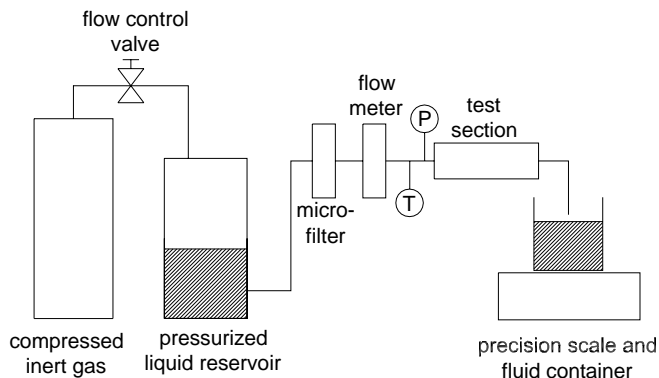 flow control
valve
flow
meter
P
test
section
T
micro-
filter
compressed
inert gas
pressurized
liquid reservoir
precision scale and
fluid container